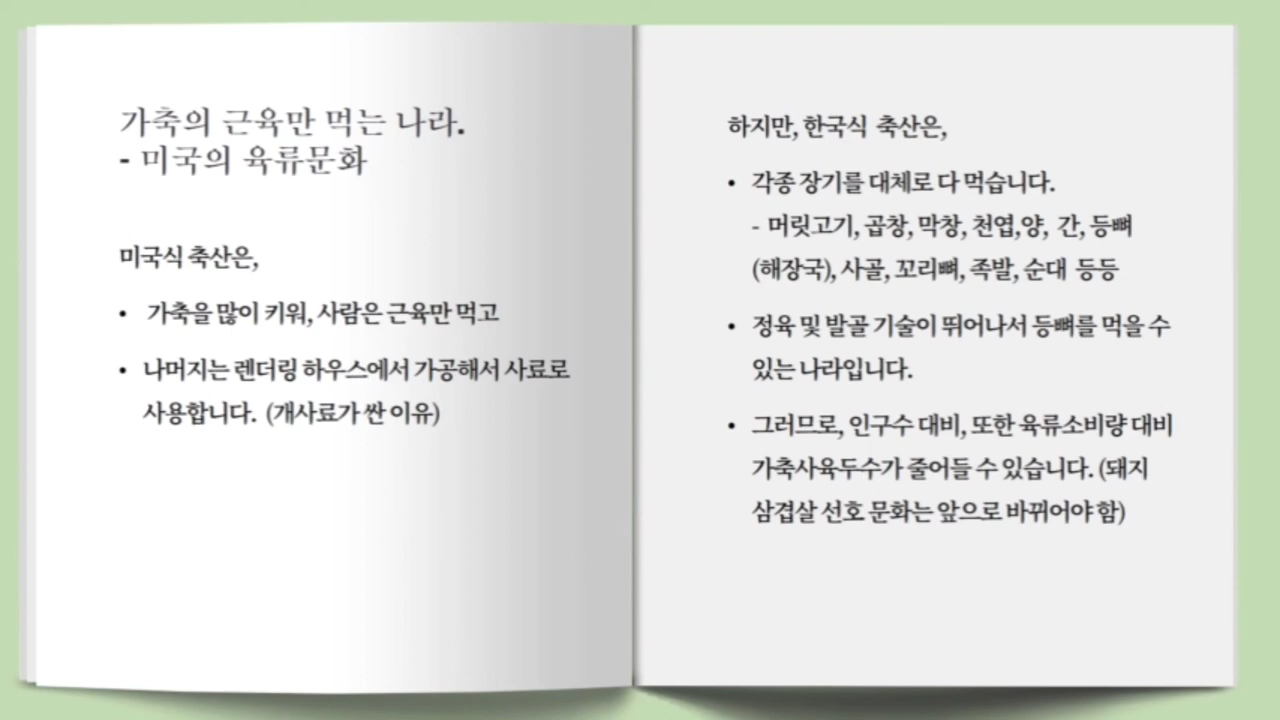 가축의 근육만 먹는 나라.
- 미국의 육류문화
미국식 축산은,
• 가축을 많이 키워, 사람은 근육만 먹고
• 나머지는 렌더링 하우스에서 가공해서 사료로
사용합니다. (개사료가 싼 이유)
하지만, 한국식 축산은,
• 각종 장기를 대체로 다 먹습니다.
- 머릿고기, 곱창, 막창, 천엽,양, 간, 등뼈
(해장국), 사골, 꼬리뼈, 족발, 순대 등등
• 정육 및 발골 기술이 뛰어나서 등뼈를 먹을 수
있는 나라입니다.
• 그러므로, 인구수 대비, 또한 육류소비량 대비
가축사육두수가 줄어들 수 있습니다. (돼지
삼겹살 선호 문화는 앞으로 바뀌어야 함)